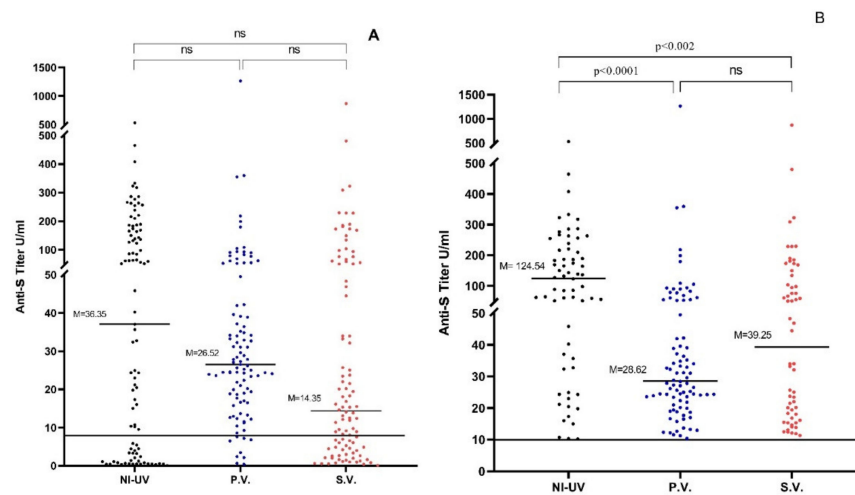 A
ns
ns
ns
1500
1000
500
500
400
300
200
100
50
40
30
20
10
0
Anti-S Titer U/ml
M=36.35
M=26.52
M=14.35
NI-UV
P.V.
S.V.
B
p<0.002
p<0.0001
ns
1500
1000
500
500
400
300
200
100
50
40
30
20
10
0
Anti-S Titer U/ml
M= 124.54
M=28.62
M=39.25
NI-UV
P.V.
S.V.